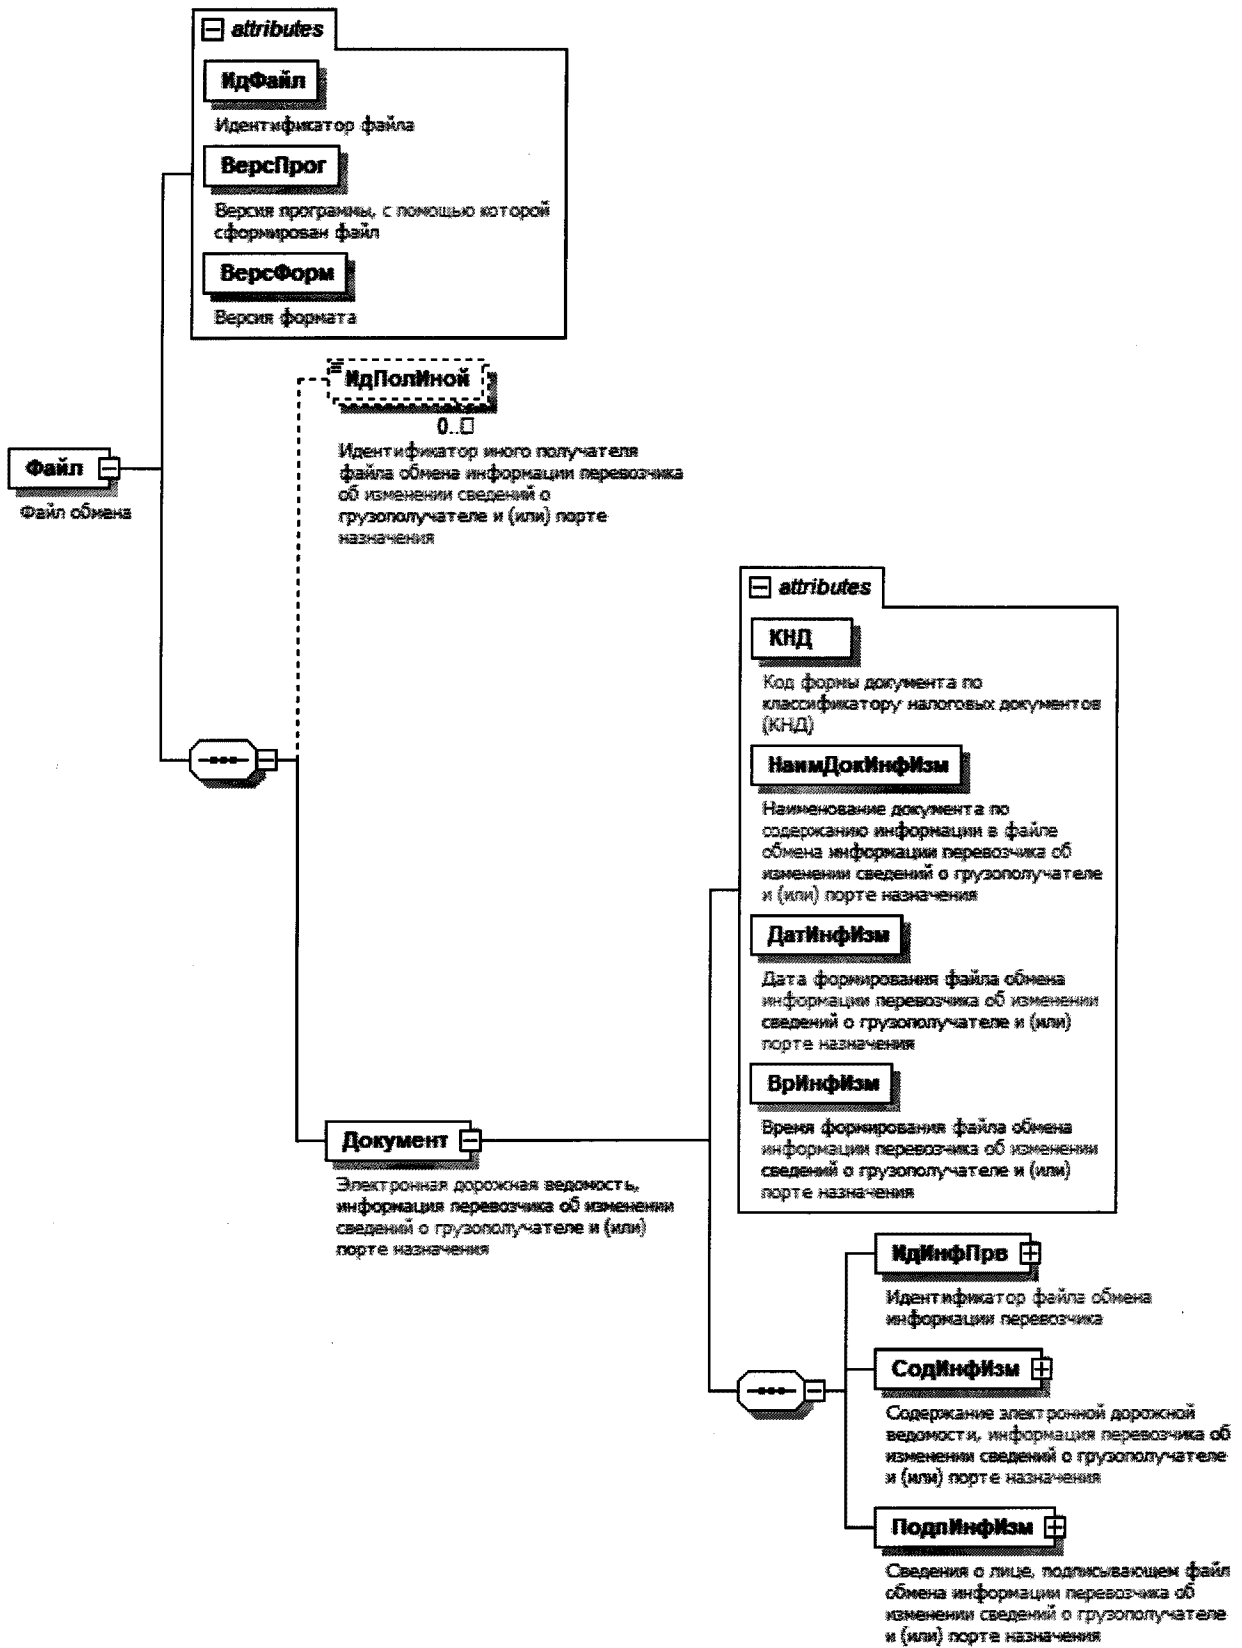 attributes
ИдФайл
Идентификатор файла
ВерсПрог
Версия программы, с помощью которой
сформирован файл
ВерсФорм
Версия формата
ИдПолИной
0..□
Идентификатор иного получателя
файла обмена информации перевозчика
об изменении сведений о
грузополучателе и (или) порте
назначения
Файл
Файл обмена
attributes
КНД
Код формы документа по
классификатору налоговых документов
(КНД)
НаимДокИнфИзм
Наименование документа по
содержанию информации в файле
обмена информации перевозчика об
изменении сведений о грузополучателе
и (или) порте назначения
ДатИнфИзм
Дата формирования файла обмена
информации перевозчика об изменении
сведений о грузополучателе и (или)
порте назначения
ВрИнфИзм
Время формирования файла обмена
информации перевозчика об изменении
сведений о грузополучателе и (или)
порте назначения
Документ
Электронная дорожная ведомость,
информация перевозчика об изменении
сведений о грузополучателе и (или)
порте назначения
ИдИнфПрв
Идентификатор файла обмена
информации перевозчика
СодИнфИзм
Содержание электронной дорожной
ведомости, информация перевозчика об
изменении сведений о грузополучателе
и (или) порте назначения
ПодпИнфИзм
Сведения о лице, подписывающем файл
обмена информации перевозчика об
изменении сведений о грузополучателе
и (или) порте назначения